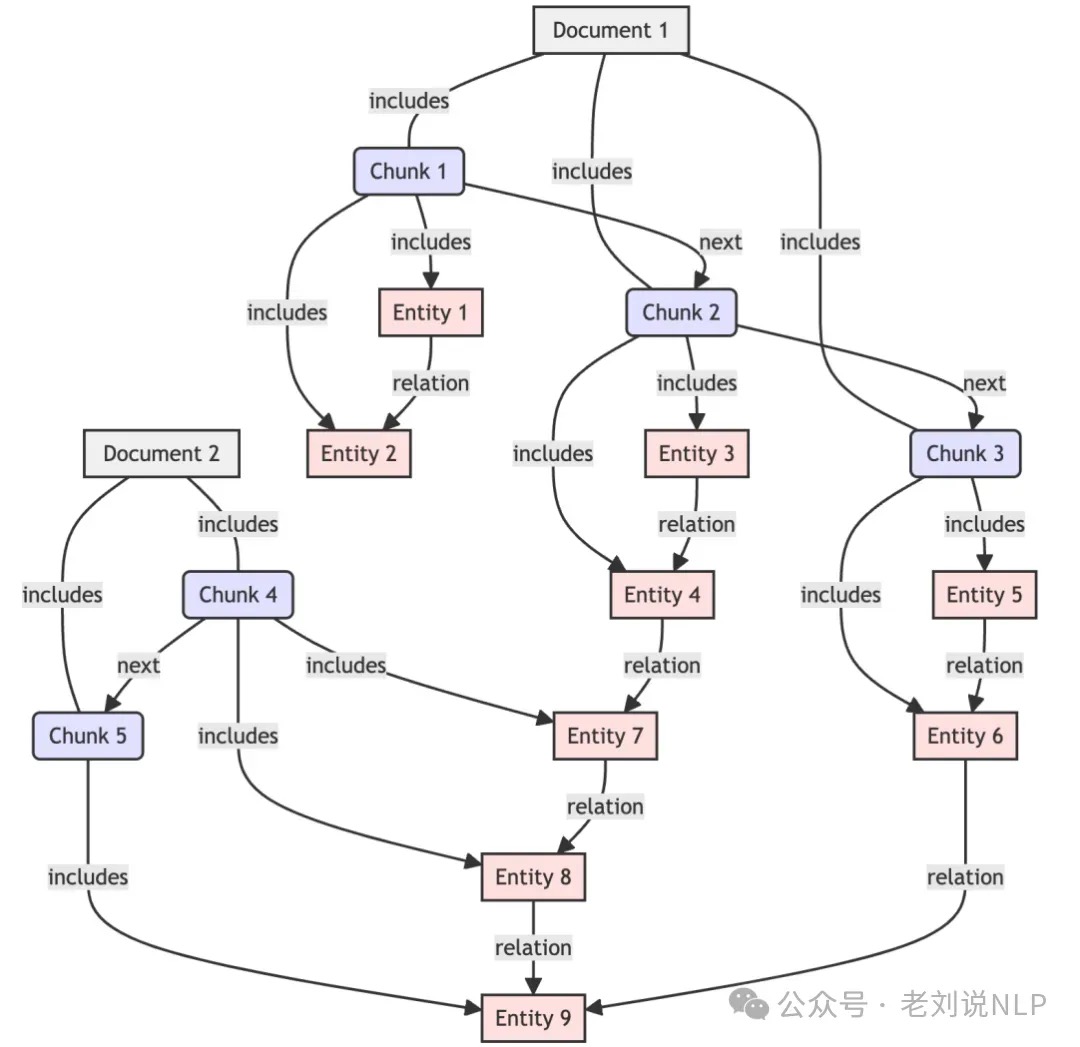 Document 1
includes
Chunk 1
includes
includes
next
includes
includes
includes
Entity 1
Chunk 2
relation
includes
next
Document 2
Entity 2
includes
Entity 3
Chunk 3
includes
relation
includes
includes
Chunk 4
Entity 4
includes
Entity 5
next
includes
relation
relation
Chunk 5
includes
Entity 7
Entity 6
relation
includes
Entity 8
relation
relation
公众号 · 老刘说NLP
Entity 9